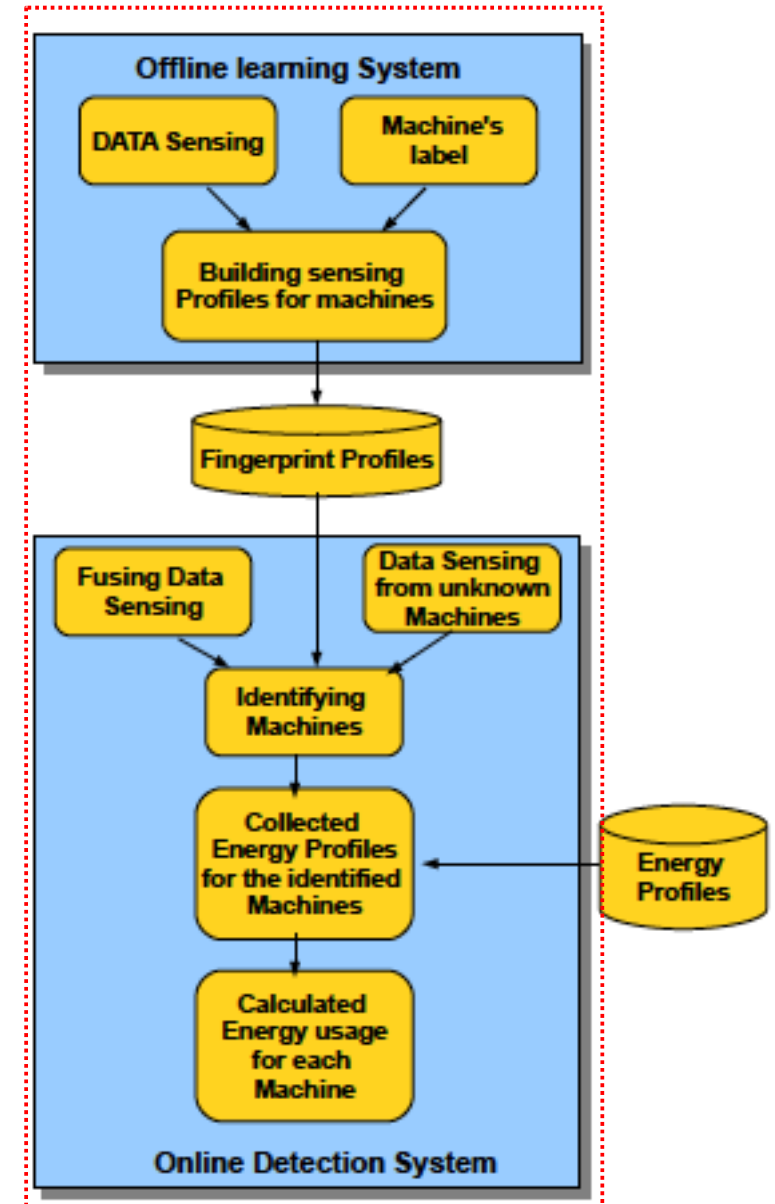 Offline learning System
DATA Sensing
Machine's
label
Building sensing
Profiles for machines
Fingerprint Profiles
Fusing Data
Sensing
Data Sensing
from unknown
Machines
Identifying
Machines
Collected
Energy Profiles
for the identified
Machines
Energy
Profiles
Calculated
Energy usage
for each
Machine
Online Detection System